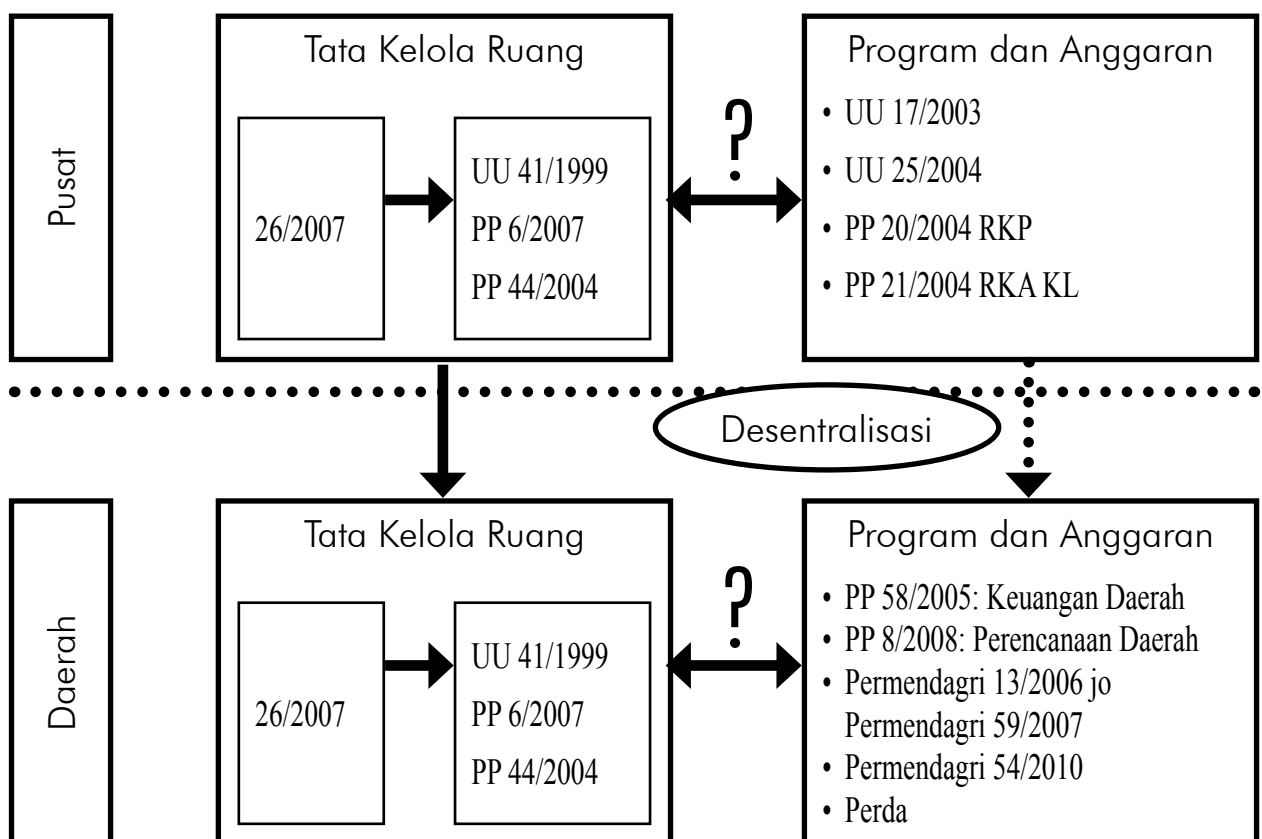 Pusat
Tata Kelola Ruang
26/2007
UU 41/1999
PP 6/2007
PP 44/2004
?
Program dan Anggaran
• UU 17/2003
• UU 25/2004
• PP 20/2004 RKP
• PP 21/2004 RKA KL
Desentralisasi
Daerah
Tata Kelola Ruang
26/2007
UU 41/1999
PP 6/2007
PP 44/2004
?
Program dan Anggaran
• PP 58/2005: Keuangan Daerah
• PP 8/2008: Perencanaan Daerah
• Permendagri 13/2006 jo
Permendagri 59/2007
• Permendagri 54/2010
• Perda